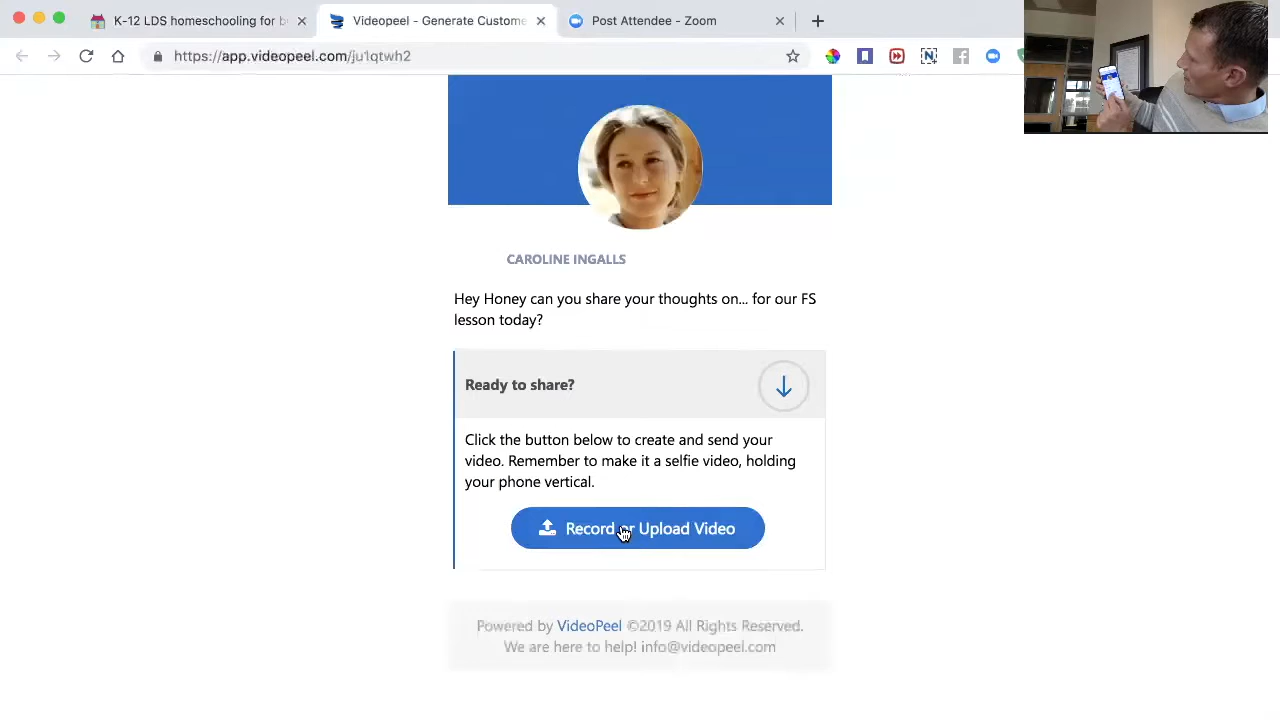 K-12 LDS homeschooling for b
Videopeel - Generate Custome
Post Attendee - Zoom
https://app.videopeel.com/ju1qtwh2
CAROLINE INGALLS
Hey Honey can you share your thoughts on... for our FS
lesson today?
Ready to share?
Click the button below to create and send your
video. Remember to make it a selfie video, holding
your phone vertical.
Record or Upload Video
Powered by VideoPeel ©2019 All Rights Reserved.
We are here to help! info@videopeel.com